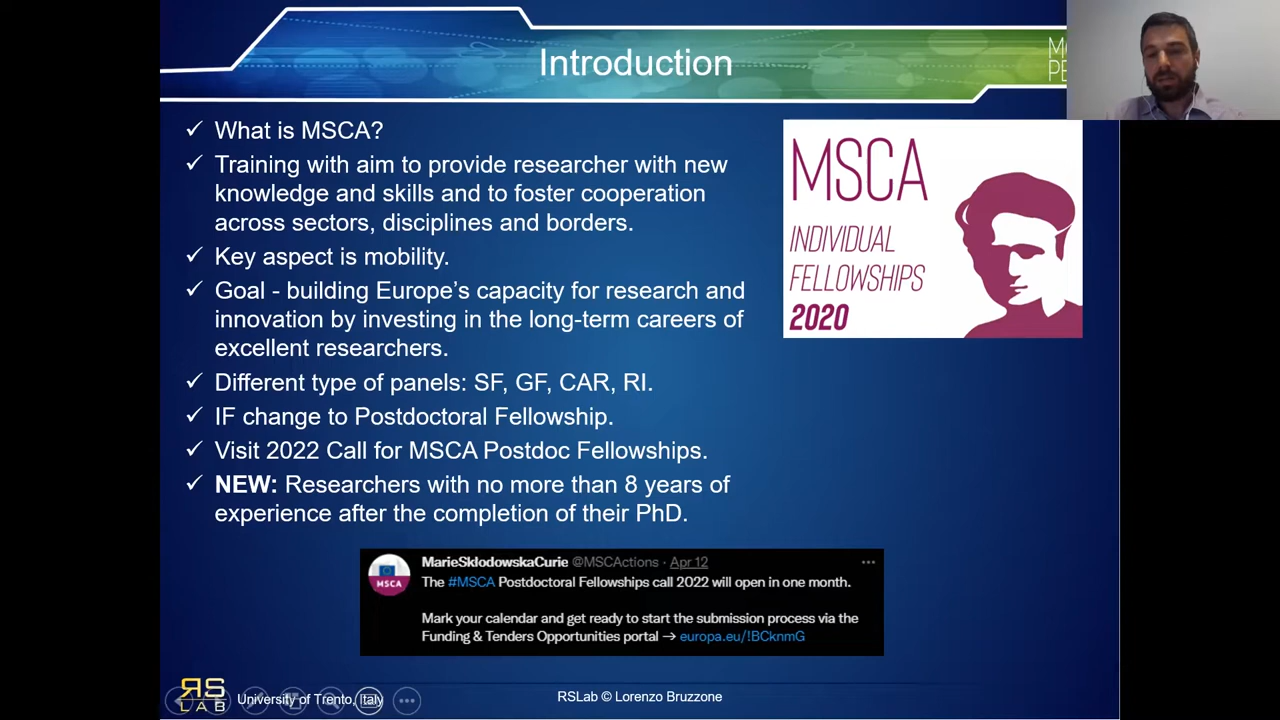 Introduction
✓ What is MSCA?
✓ Training with aim to provide researcher with new
knowledge and skills and to foster cooperation
across sectors, disciplines and borders.
✓ Key aspect is mobility.
✓ Goal - building Europe's capacity for research and
innovation by investing in the long-term careers of
excellent researchers.
✓ Different type of panels: SF, GF, CAR, RI.
✓ IF change to Postdoctoral Fellowship.
✓ Visit 2022 Call for MSCA Postdoc Fellowships.
✓ NEW: Researchers with no more than 8 years of
experience after the completion of their PhD.
MSCA
INDIVIDUAL
FELLOWSHIPS
2020
MSCA
MarieSkłodowskaCurie @MSCActions · Apr 12
The #MSCA Postdoctoral Fellowships call 2022 will open in one month.
Mark your calendar and get ready to start the submission process via the
Funding & Tenders Opportunities portal → europa.eu/!BCknmG
RS
LAB
University of Trento, Italy
RSLab © Lorenzo Bruzzone